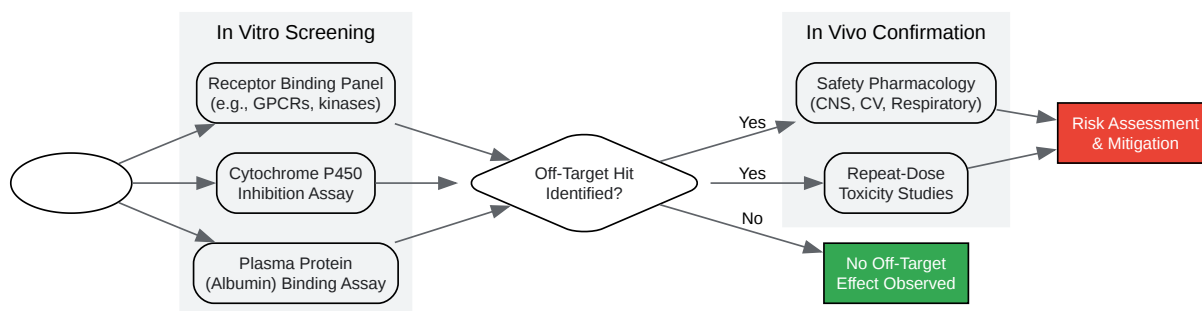 In Vitro Screening
Receptor Binding Panel
(e.g., GPCRs, kinases)
Cytochrome P450
Inhibition Assay
Plasma Protein
(Albumin) Binding Assay
Off-Target Hit
Identified?
Yes
Yes
No
In Vivo Confirmation
Safety Pharmacology
(CNS, CV, Respiratory)
Repeat-Dose
Toxicity Studies
No Off-Target
Effect Observed
Risk Assessment
& Mitigation